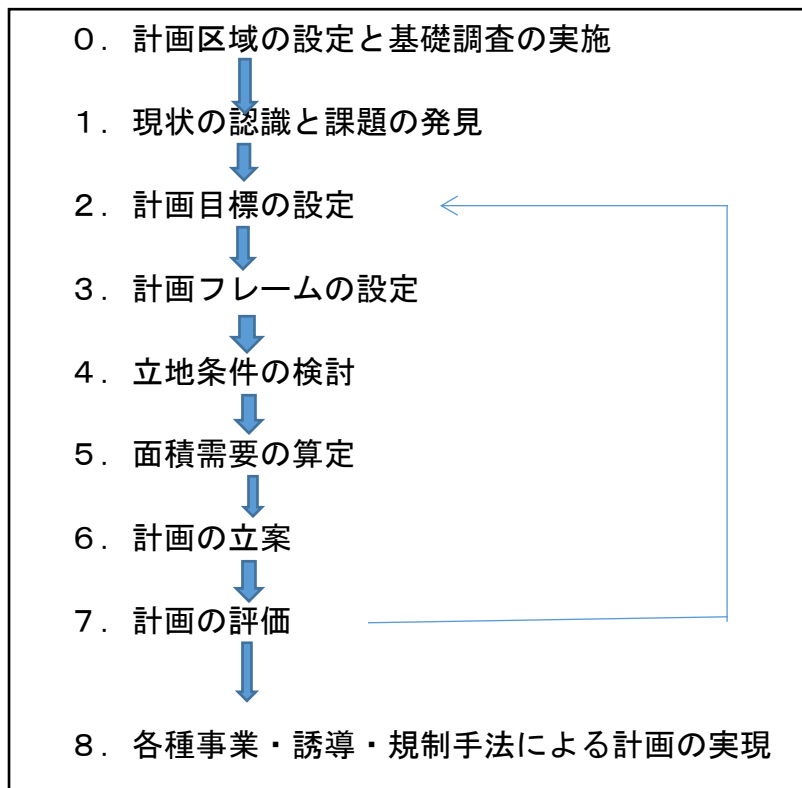 ０．計画区域の設定と基礎調査の実施
１．現状の認識と課題の発見
２．計画目標の設定
３．計画フレームの設定
４．立地条件の検討
５．面積需要の算定
６．計画の立案
７．計画の評価
８．各種事業・誘導・規制手法による計画の実現